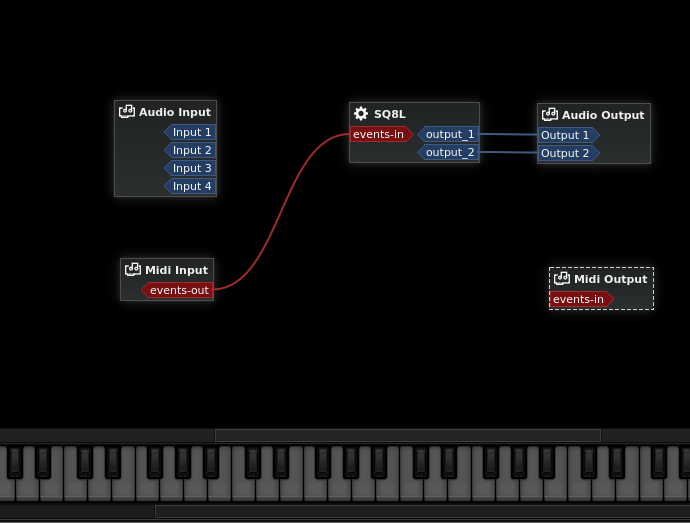 Audio Input
Input 1
Input 2
Input 3
Input 4
SQ8L
events-in
output_1
output_2
Audio Output
Output 1
Output 2
Midi Input
events-out
Midi Output
events-in